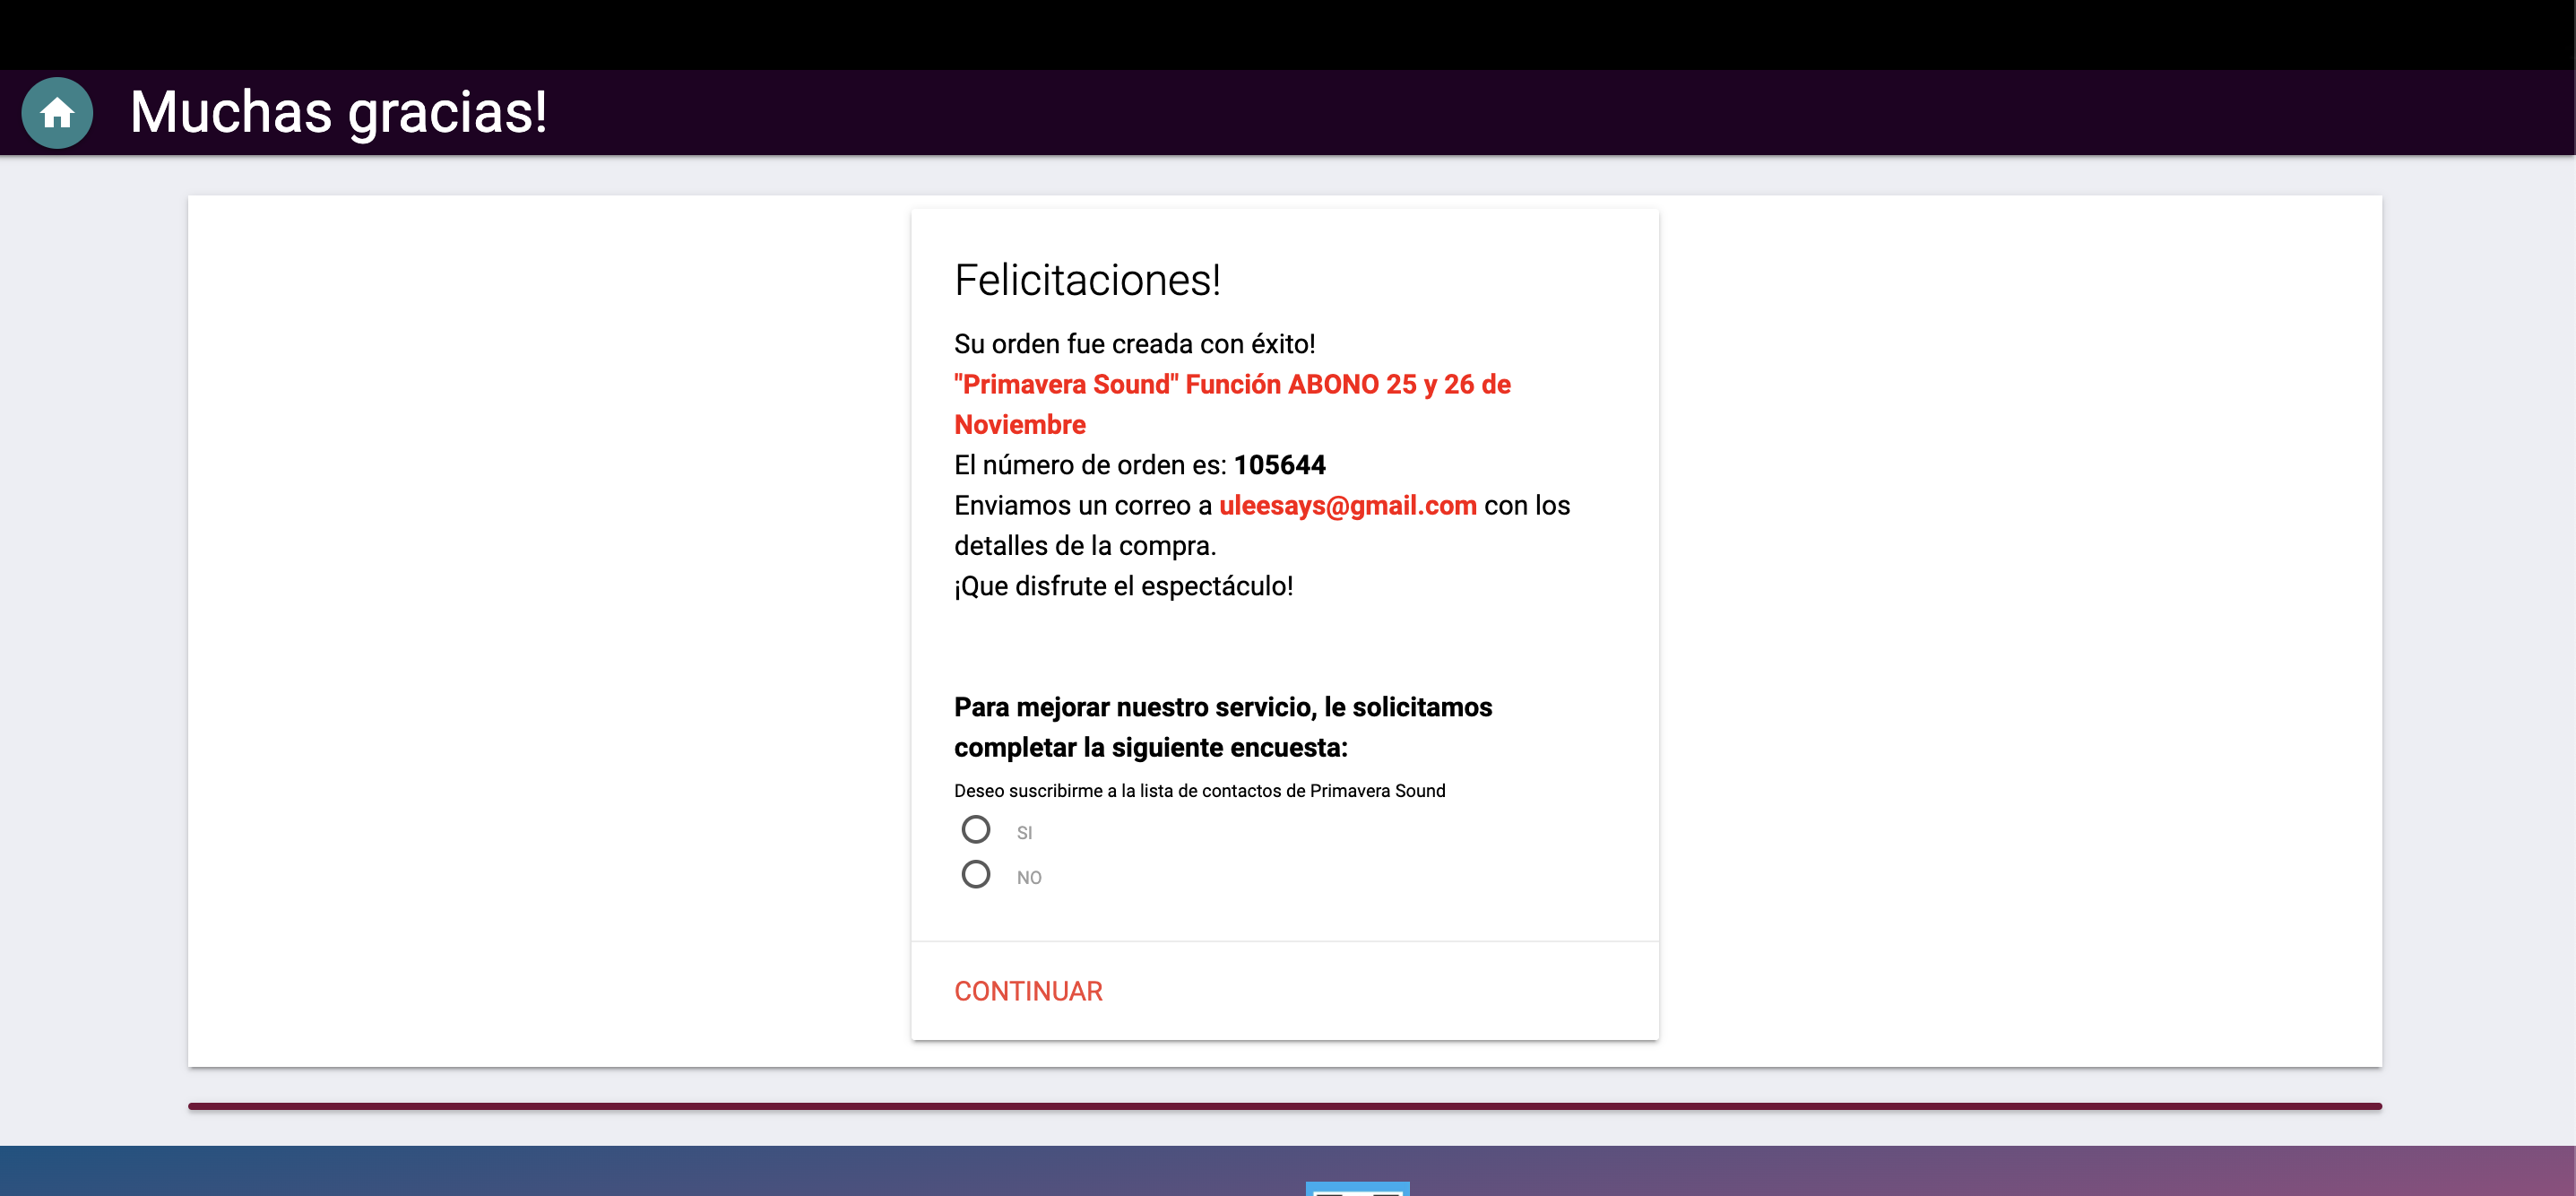 Muchas gracias!
Felicitaciones!
Su orden fue creada con éxito!
"Primavera Sound" Función ABONO 25 y 26 de
Noviembre
El número de orden es: 105644
Enviamos un correo a uleesays@gmail.com con los
detalles de la compra.
¡Que disfrute el espectáculo!
Para mejorar nuestro servicio, le solicitamos
completar la siguiente encuesta:
Deseo suscribirme a la lista de contactos de Primavera Sound
SI
NO
CONTINUAR